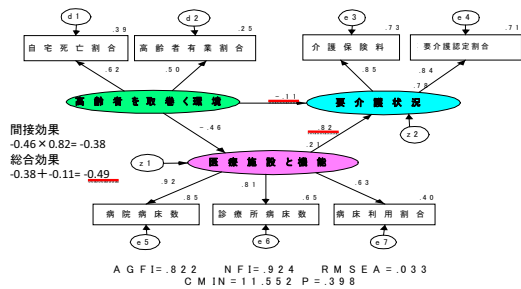 d1
d2
e3
e4
.39
.25
.73
.71
自宅死亡割合
高齢者有業割合
介護保険料
要介護認定割合
.62
.50
.85
.84
.78
高齢者を取巻く環境
-.11
要介護状況
間接効果
-0.46×0.82= -0.38
総合効果
-0.38＋-0.11= -0.49
-.46
.82
.21
z2
z1
医療施設と機能
.92
.81
.63
.85
.65
.40
病院病床数
診療所病床数
病床利用割合
e5
e6
e7
AGFI=.822 NFI=.924 RMSEA=.033
CMIN=11.552 P=.398